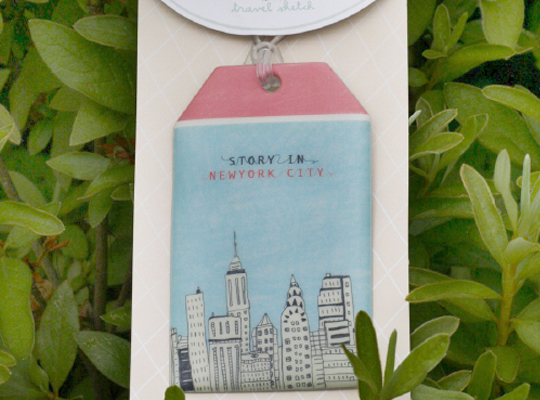 travel sketch
STORY IN
NEWYORK CITY